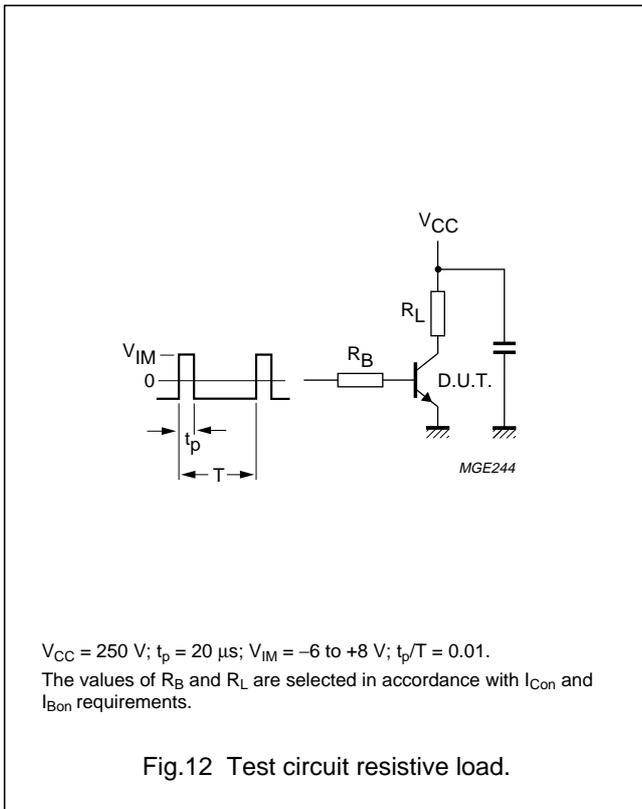 VCC
RL
VIM
RB
0
D.U.T.
tp
T
MGE244
VCC = 250 V; tp = 20 μs; VIM = −6 to +8 V; tp/T = 0.01.
The values of RB and RL are selected in accordance with ICon and
IBon requirements.
Fig.12 Test circuit resistive load.